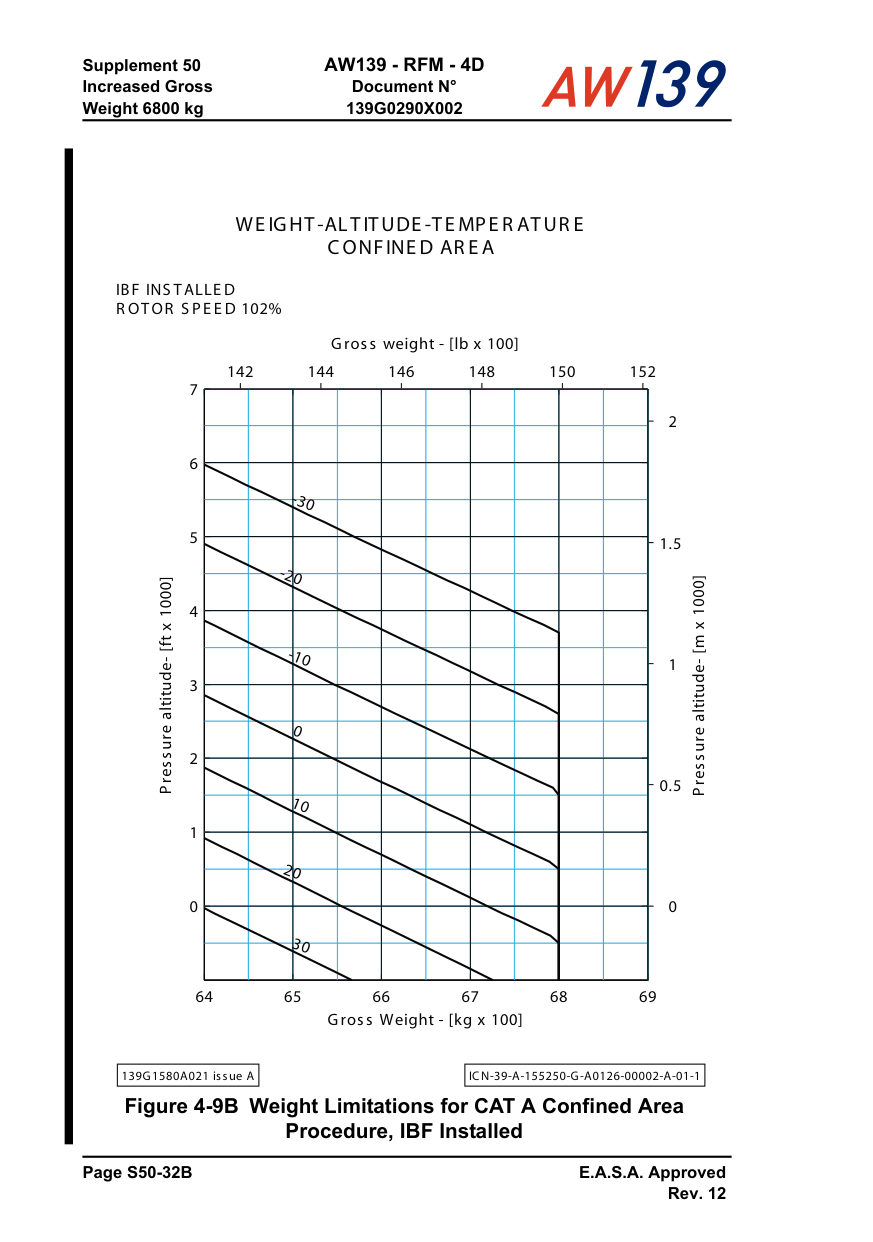 Supplement 50
Increased Gross
Weight 6800 kg
AW139 - RFM - 4D
Document N°
139G0290X002
AW139
WEIGHT-ALTITUDE-TEMPERATURE
CONFINED AREA
IBF INSTALLED
ROTOR SPEED 102%
Gross weight - [lb x 100]
142 144 146 148 150 152
7
6
5
4
3
2
1
0
Pressure altitude- [ft x 1000]
-30
-20
-10
0
10
20
30
2
1.5
1
0.5
0
Pressure altitude- [m x 1000]
64 65 66 67 68 69
Gross Weight - [kg x 100]
139G1580A021 issue A
ICN-39-A-155250-G-A0126-00002-A-01-1
Figure 4-9B Weight Limitations for CAT A Confined Area
Procedure, IBF Installed
Page S50-32B
E.A.S.A. Approved
Rev. 12